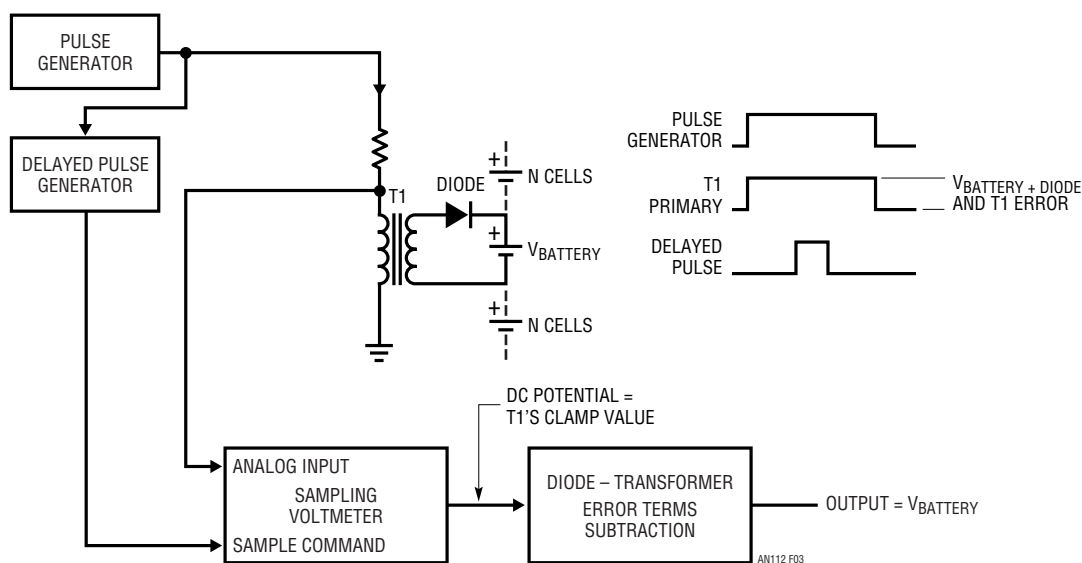 PULSE
GENERATOR
DELAYED PULSE
GENERATOR
T1
DIODE
+
N CELLS
+
VBATTERY
+
N CELLS
PULSE
GENERATOR
T1
PRIMARY
VBATTERY + DIODE
AND T1 ERROR
DELAYED
PULSE
DC POTENTIAL =
T1'S CLAMP VALUE
ANALOG INPUT
SAMPLING
VOLTMETER
SAMPLE COMMAND
DIODE – TRANSFORMER
ERROR TERMS
SUBTRACTION
OUTPUT = VBATTERY
AN112 F03